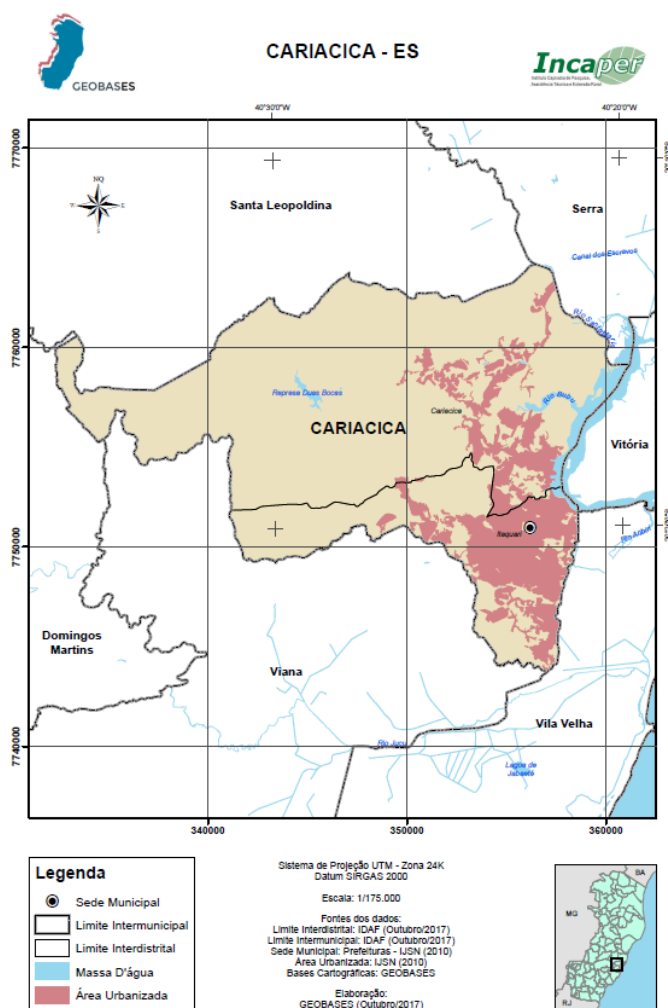 CARIACICA - ES
GEOBASES
Incaper
40°30'0"W
40°20'0"W
7770000
NQ
Santa Leopoldina
Serra
Canal dos Escravos
7760000
Represa Duas Bocas
Cariacica
Rio Bubu
CARIACICA
Vitória
7750000
Itaquari
Domingos
Martins
Viana
Vila Velha
7740000
Rio Jucu
Lagoa de
Jabaeté
340000
350000
360000
Legenda
Sede Municipal
Limite Intermunicipal
Limite Interdistrital
Massa D'água
Área Urbanizada
Sistema de Projeção UTM - Zona 24K
Datum SIRGAS 2000
Escala: 1/175.000
Fontes dos dados:
Limite Interdistrital: IDAF (Outubro/2017)
Limite Intermunicipal: IDAF (Outubro/2017)
Sede Municipal: Prefeituras - IJSN (2010)
Área Urbanizada: IJSN (2010)
Bases Cartográficas: GEOBASES
Elaboração:
GEOBASES (Outubro/2017)
BA
MG
RJ